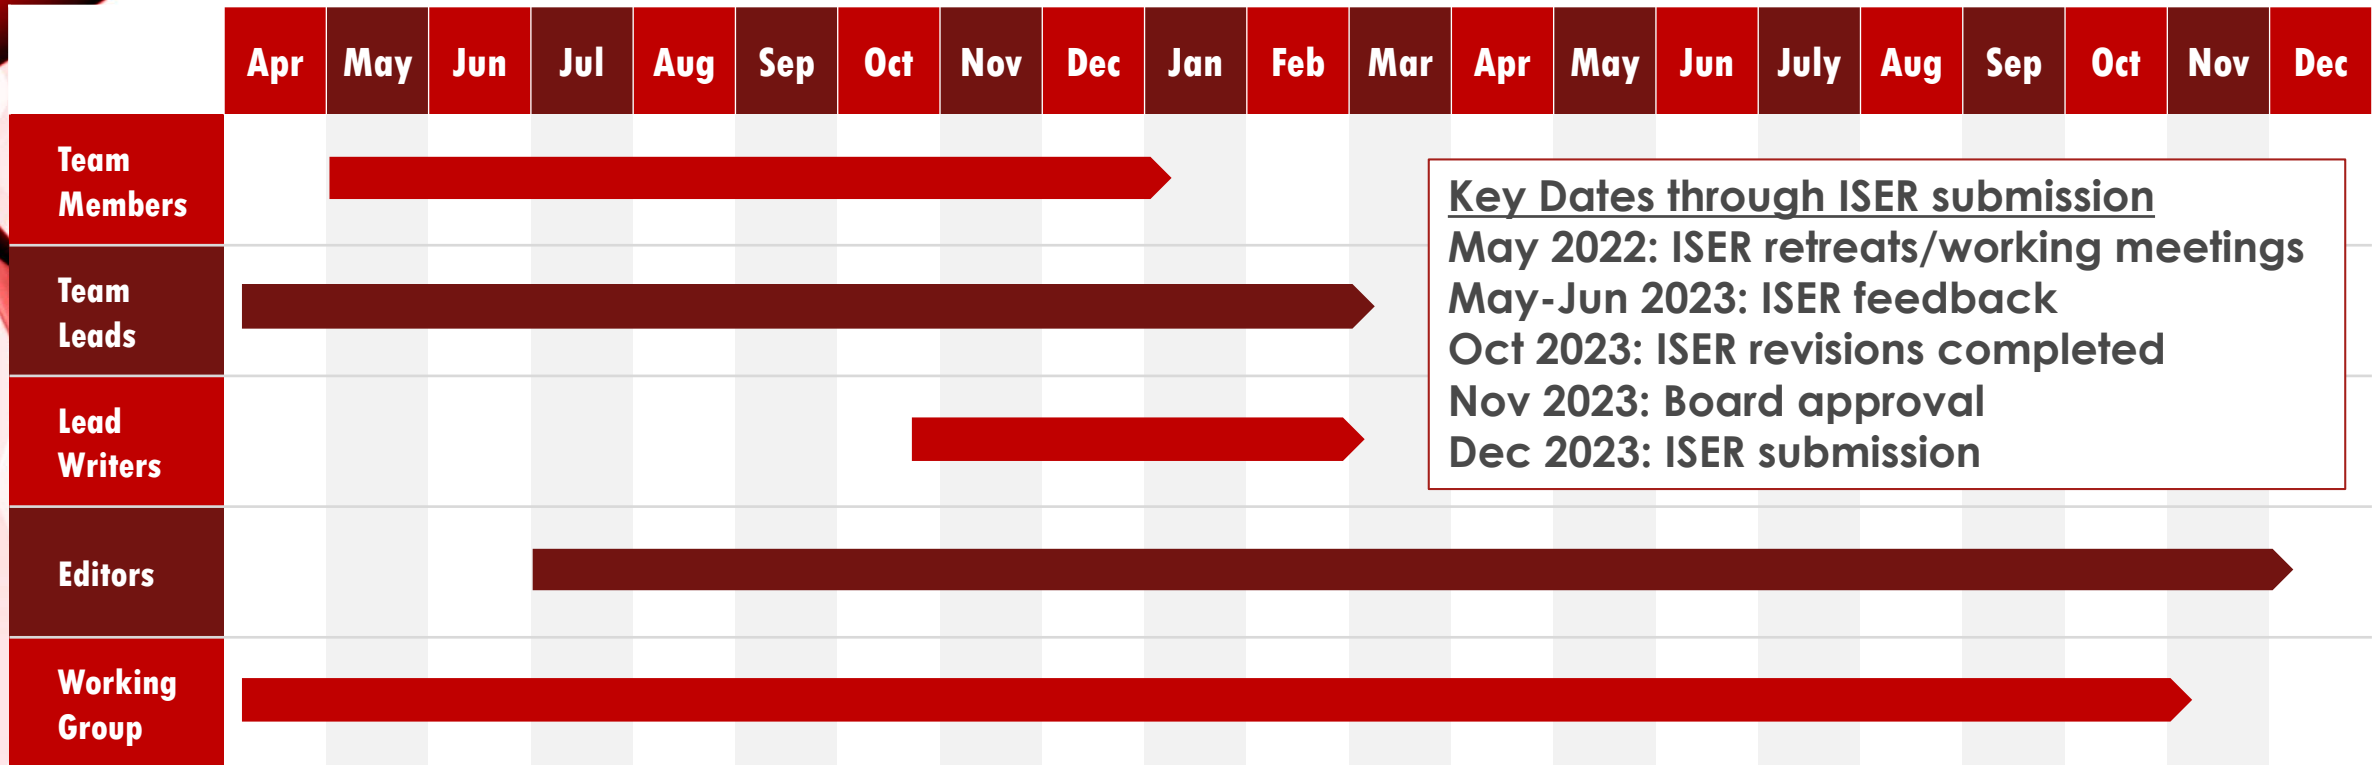 Apr May Jun Jul Aug Sep Oct Nov Dec Jan Feb Mar Apr May Jun July Aug Sep Oct Nov Dec
Team
Members
Team
Leads
Lead
Writers
Editors
Working
Group
Key Dates through ISER submission
May 2022: ISER retreats/working meetings
May-Jun 2023: ISER feedback
Oct 2023: ISER revisions completed
Nov 2023: Board approval
Dec 2023: ISER submission